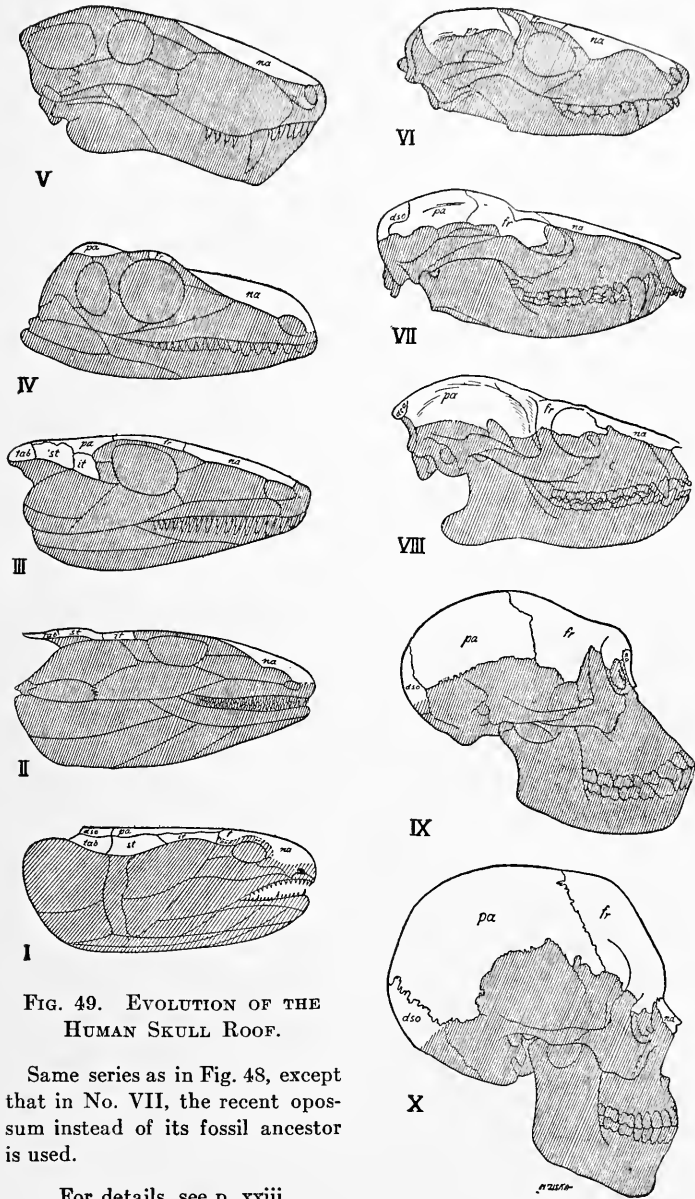 na
V
pa
fr
na
IV
tab st it pa fr na
III
st it na
II
dso pa
tab st it f na
I
FIG. 49. EVOLUTION OF THE
HUMAN SKULL ROOF.
Same series as in Fig. 48, except
that in No. VII, the recent opos-
sum instead of its fossil ancestor
is used.
For details, see p. xxiii.
pa fr na
VI
dso pa fr na
VII
dso pa fr na
VIII
pa fr
dso
IX
pa fr
dso na
X